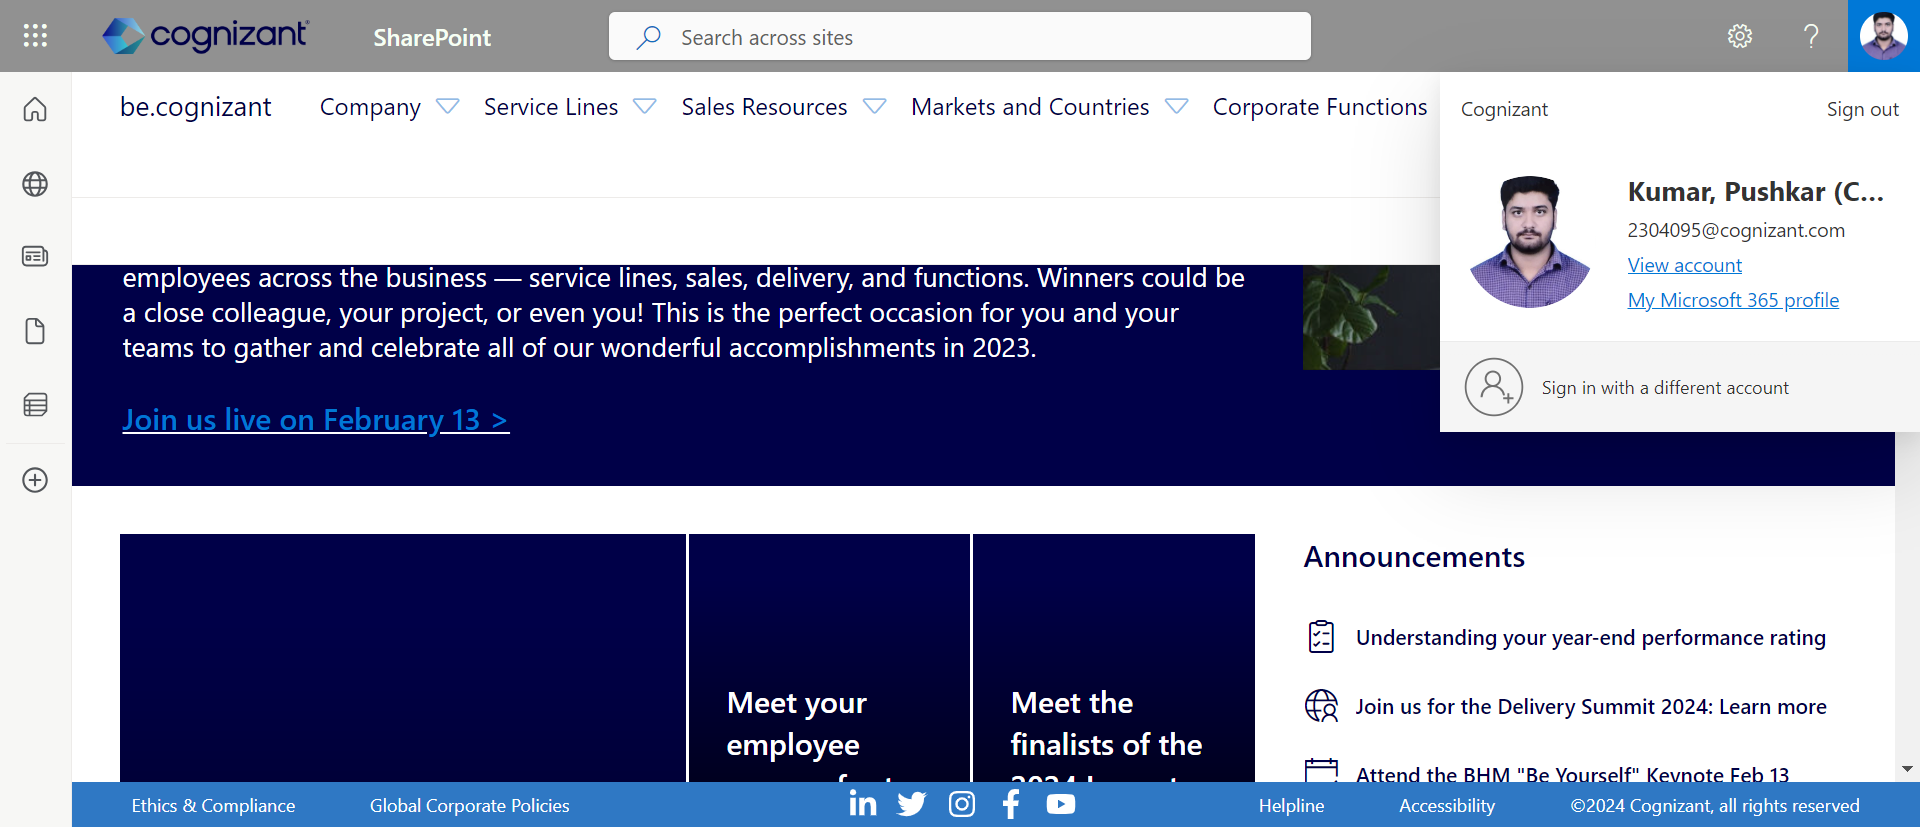 cognizant
SharePoint
Search across sites
be.cognizant
Company
Service Lines
Sales Resources
Markets and Countries
Corporate Functions
Cognizant
Sign out
Kumar, Pushkar (C...
2304095@cognizant.com
View account
My Microsoft 365 profile
Sign in with a different account
employees across the business — service lines, sales, delivery, and functions. Winners could be
a close colleague, your project, or even you! This is the perfect occasion for you and your
teams to gather and celebrate all of our wonderful accomplishments in 2023.
Join us live on February 13 >
Meet your
employee
Meet the
finalists of the
2024
Announcements
Understanding your year-end performance rating
Join us for the Delivery Summit 2024: Learn more
Attend the BHM "Be Yourself" Keynote Feb 13
Ethics & Compliance
Global Corporate Policies
Helpline
Accessibility
©2024 Cognizant, all rights reserved